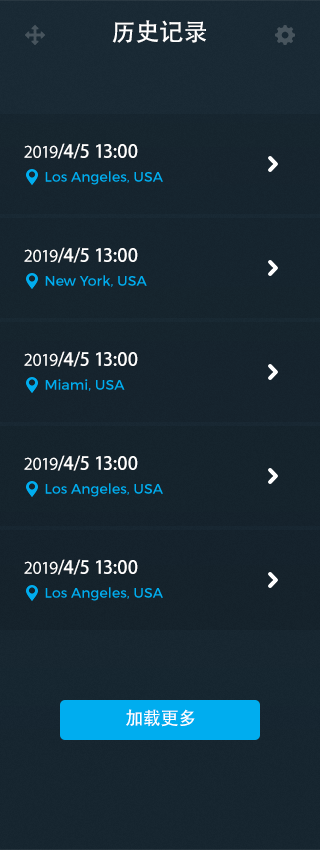 历史记录
2019/4/5 13:00
Los Angeles, USA
2019/4/5 13:00
New York, USA
2019/4/5 13:00
Miami, USA
2019/4/5 13:00
Los Angeles, USA
2019/4/5 13:00
Los Angeles, USA
加载更多